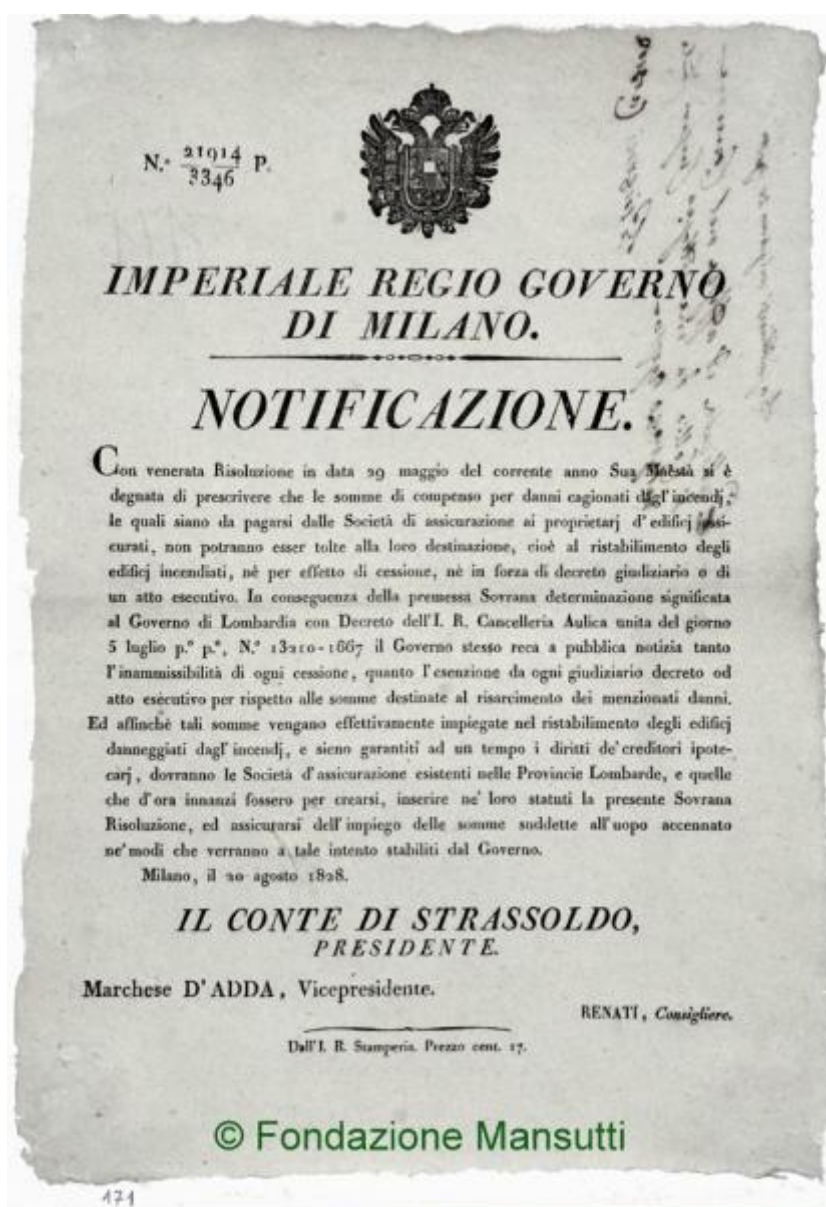 N.° 21914/3346 P.
IMPERIALE REGIO GOVERNO
DI MILANO.
NOTIFICAZIONE.
Con venerata Risoluzione in data 29 maggio del corrente anno Sua Maestà si è
degnata di prescrivere che le somme di compenso per danni cagionati dagl'incendj,
le quali siano da pagarsi dalle Società di assicurazione ai proprietarj d'edificj assi-
curati, non potranno esser tolte alla loro destinazione, cioè al ristabilimento degli
edificj incendiati, nè per effetto di cessione, nè in forza di decreto giudiziario o di
un atto esecutivo. In conseguenza della premessa Sovrana determinazione significata
al Governo di Lombardia con Decreto dell'I. R. Cancelleria Aulica unita del giorno
5 luglio p.° p.°, N.° 13210-1667 il Governo stesso reca a pubblica notizia tanto
l'inammissibilità di ogni cessione, quanto l'esenzione da ogni giudiziario decreto od
atto esecutivo per rispetto alle somme destinate al risarcimento dei menzionati danni.
Ed affinchè tali somme vengano effettivamente impiegate nel ristabilimento degli edificj
danneggiati dagl'incendj, e sieno garantiti ad un tempo i diritti de'creditori ipote-
carj, dovranno le Società d'assicurazione esistenti nelle Provincie Lombarde, e quelle
che d'ora innanzi fossero per crearsi, inserire ne'loro statuti la presente Sovrana
Risoluzione, ed assicurarsi dell'impiego delle somme suddette all'uopo accennato
ne'modi che verranno a tale intento stabiliti dal Governo.
Milano, il 20 agosto 1828.
IL CONTE DI STRASSOLDO,
PRESIDENTE.
Marchese D'ADDA, Vicepresidente.
RENATI, Consigliere.
Dall'I. R. Stamperia. Prezzo cent. 17.
© Fondazione Mansutti
171